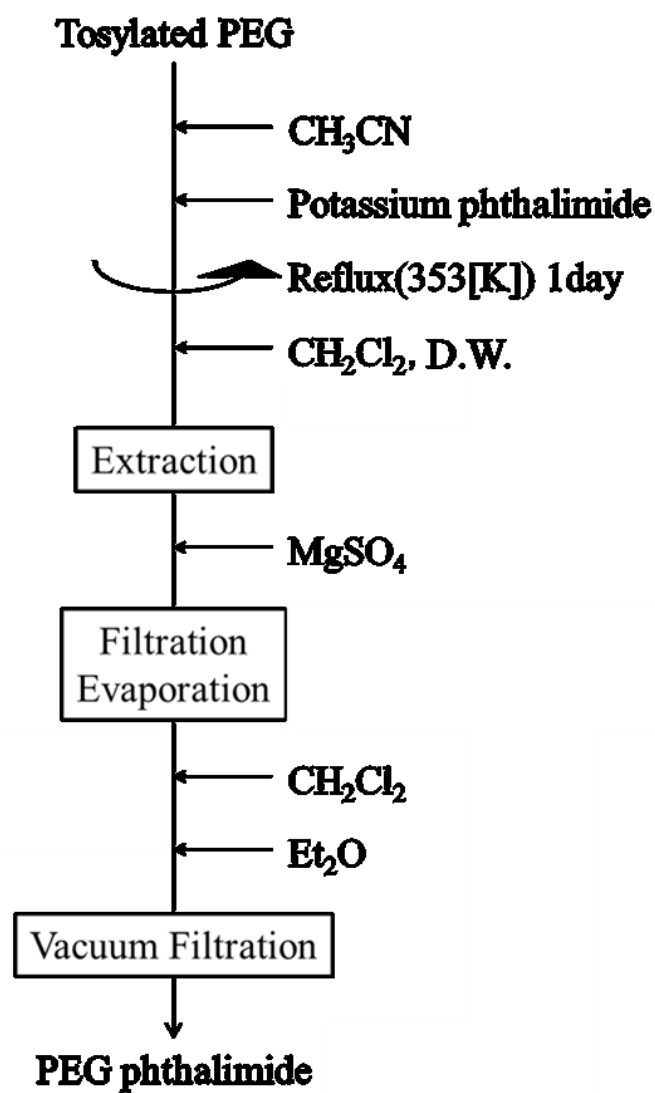 Tosylated PEG
CH₃CN
Potassium phthalimide
Reflux(353[K]) 1day
CH₂Cl₂, D.W.
Extraction
MgSO₄
Filtration
Evaporation
CH₂Cl₂
Et₂O
Vacuum Filtration
PEG phthalimide